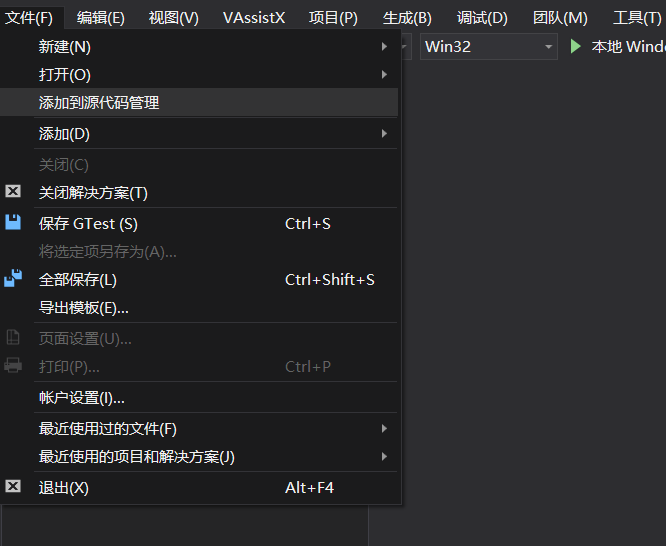 文件(F) 编辑(E) 视图(V) VAssistX 项目(P) 生成(B) 调试(D) 团队(M) 工具(T)
新建(N)
Win32 本地 Windo
打开(O)
添加到源代码管理
添加(D)
关闭(C)
关闭解决方案(T)
保存 GTest (S) Ctrl+S
将选定项另存为(A)...
全部保存(L) Ctrl+Shift+S
导出模板(E)...
页面设置(U)...
打印(P)... Ctrl+P
帐户设置(I)...
最近使用过的文件(F)
最近使用的项目和解决方案(J)
退出(X) Alt+F4